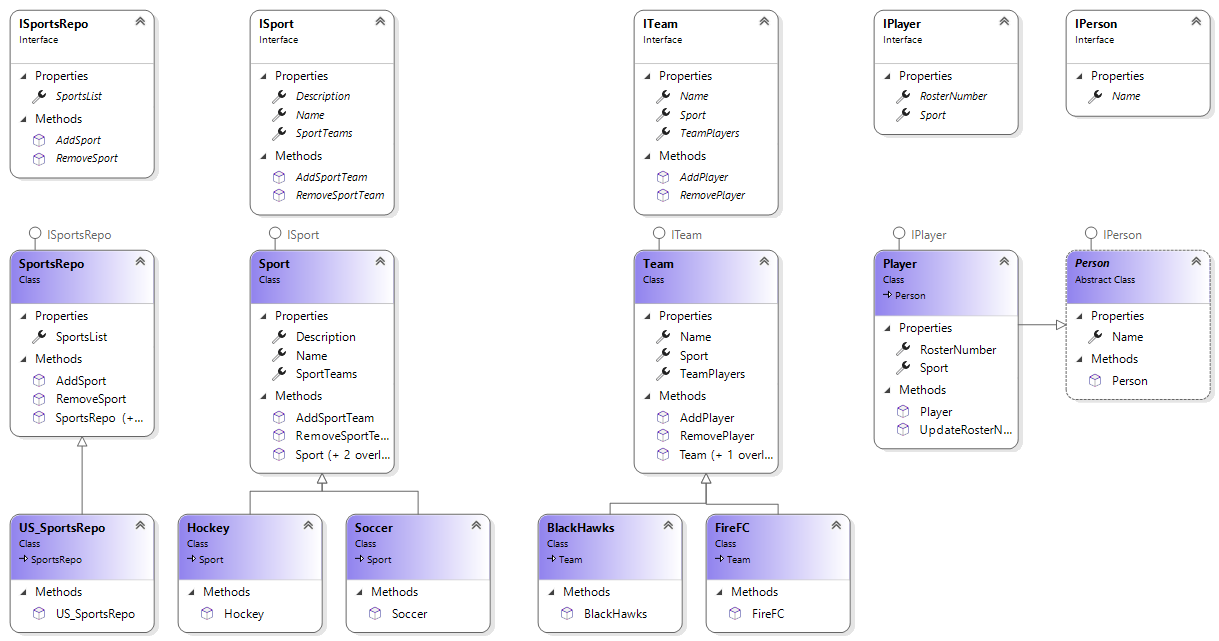 ISportsRepo
Interface
Properties
SportsList
Methods
AddSport
RemoveSport
ISport
Interface
Properties
Description
Name
SportTeams
Methods
AddSportTeam
RemoveSportTeam
ITeam
Interface
Properties
Name
Sport
TeamPlayers
Methods
AddPlayer
RemovePlayer
IPlayer
Interface
Properties
RosterNumber
Sport
IPerson
Interface
Properties
Name
ISportsRepo
SportsRepo
Class
Properties
SportsList
Methods
AddSport
RemoveSport
SportsRepo (+...
ISport
Sport
Class
Properties
Description
Name
SportTeams
Methods
AddSportTeam
RemoveSportTe...
Sport (+ 2 overl...
ITeam
Team
Class
Properties
Name
Sport
TeamPlayers
Methods
AddPlayer
RemovePlayer
Team (+ 1 overl...
IPlayer
Player
Class
Person
Properties
RosterNumber
Sport
Methods
Player
UpdateRosterN...
IPerson
Person
Abstract Class
Properties
Name
Methods
Person
US_SportsRepo
Class
SportsRepo
Methods
US_SportsRepo
Hockey
Class
Sport
Methods
Hockey
Soccer
Class
Sport
Methods
Soccer
BlackHawks
Class
Team
Methods
BlackHawks
FireFC
Class
Team
Methods
FireFC